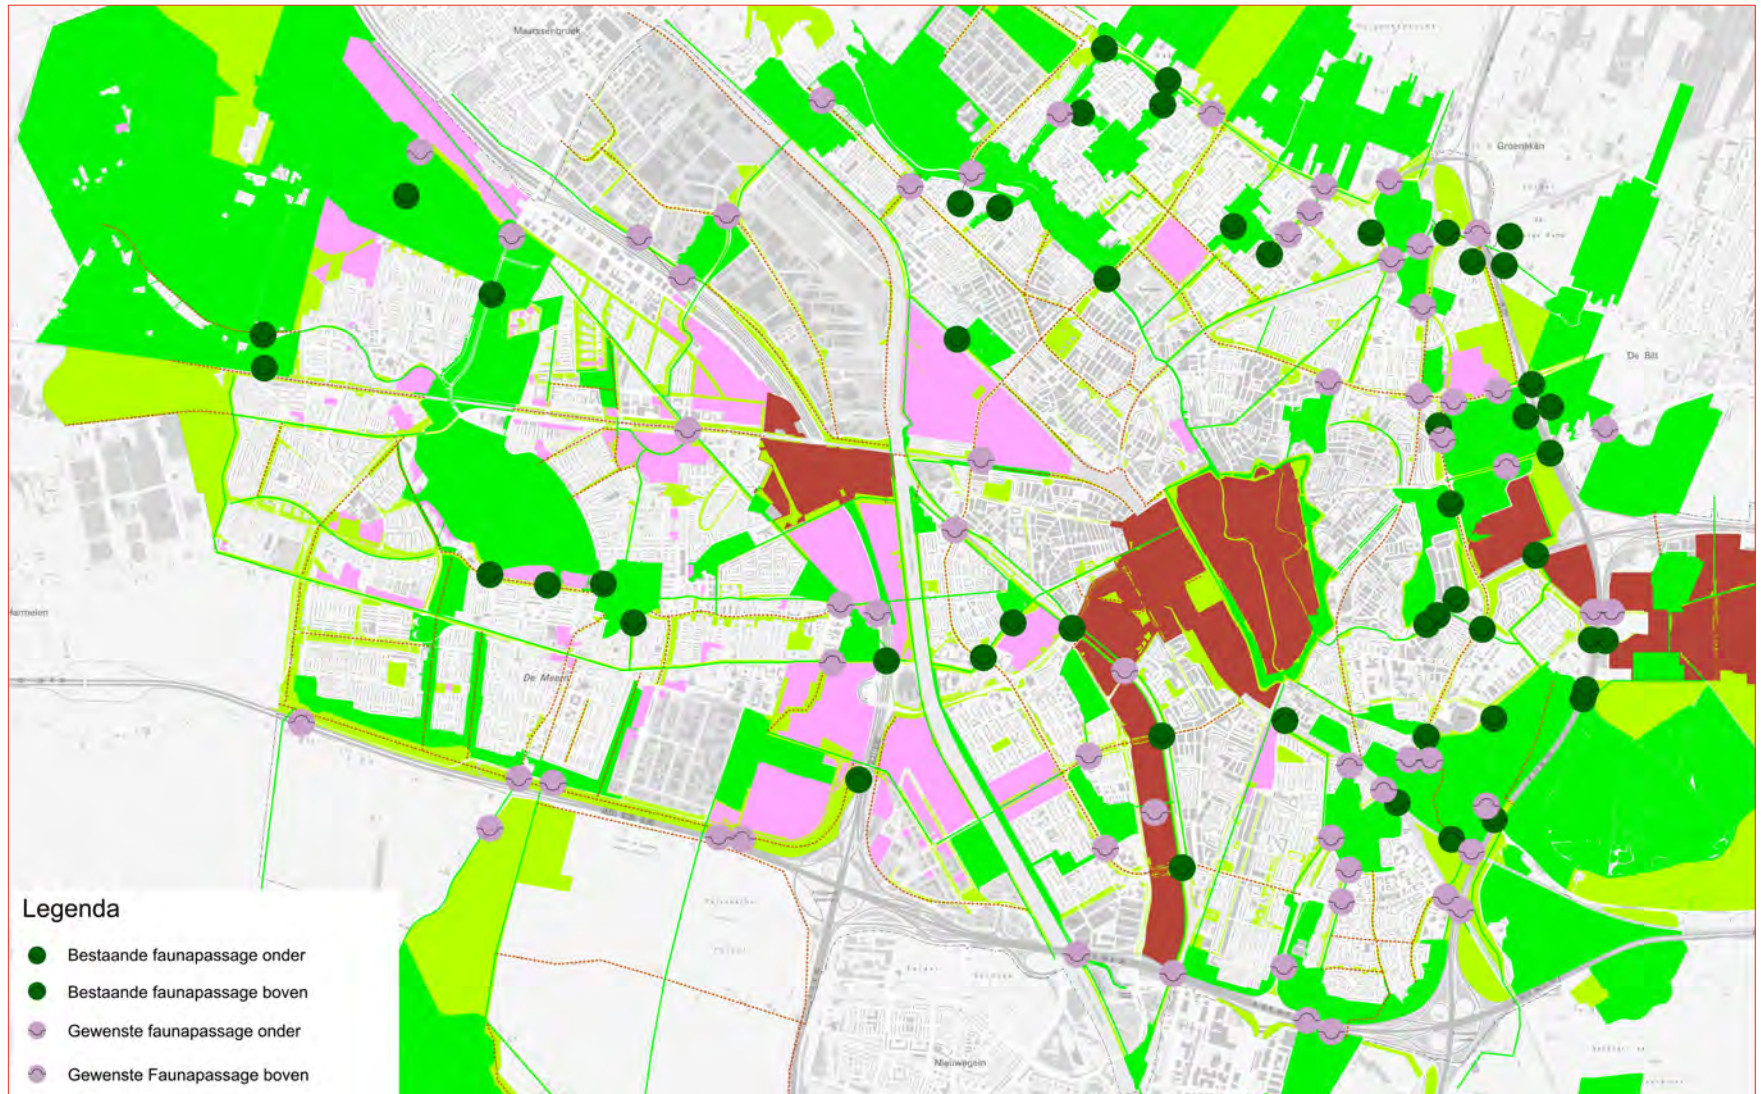 Maarssenbroek
Groenekan
De Bilt
Harmelen
De Meern
Nieuwegein
Legenda
Bestaande faunapassage onder
Bestaande faunapassage boven
Gewenste faunapassage onder
Gewenste Faunapassage boven